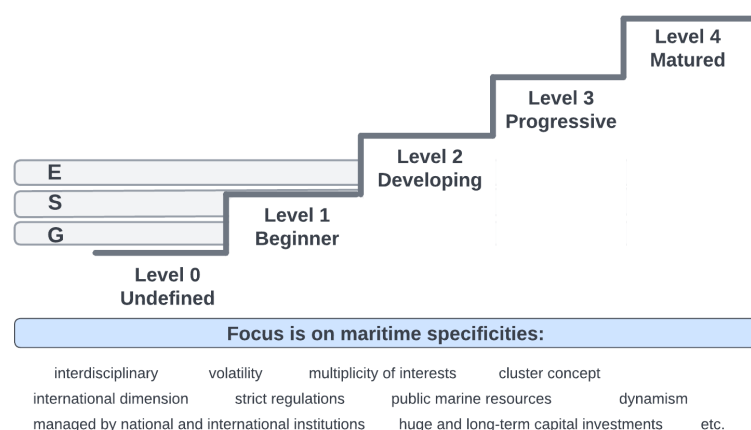 Level 4
Matured
Level 3
Progressive
Level 2
Developing
E
S
G
Level 1
Beginner
Level 0
Undefined
Focus is on maritime specificities:
interdisciplinary volatility multiplicity of interests cluster concept
international dimension strict regulations public marine resources dynamism
managed by national and international institutions huge and long-term capital investments etc.